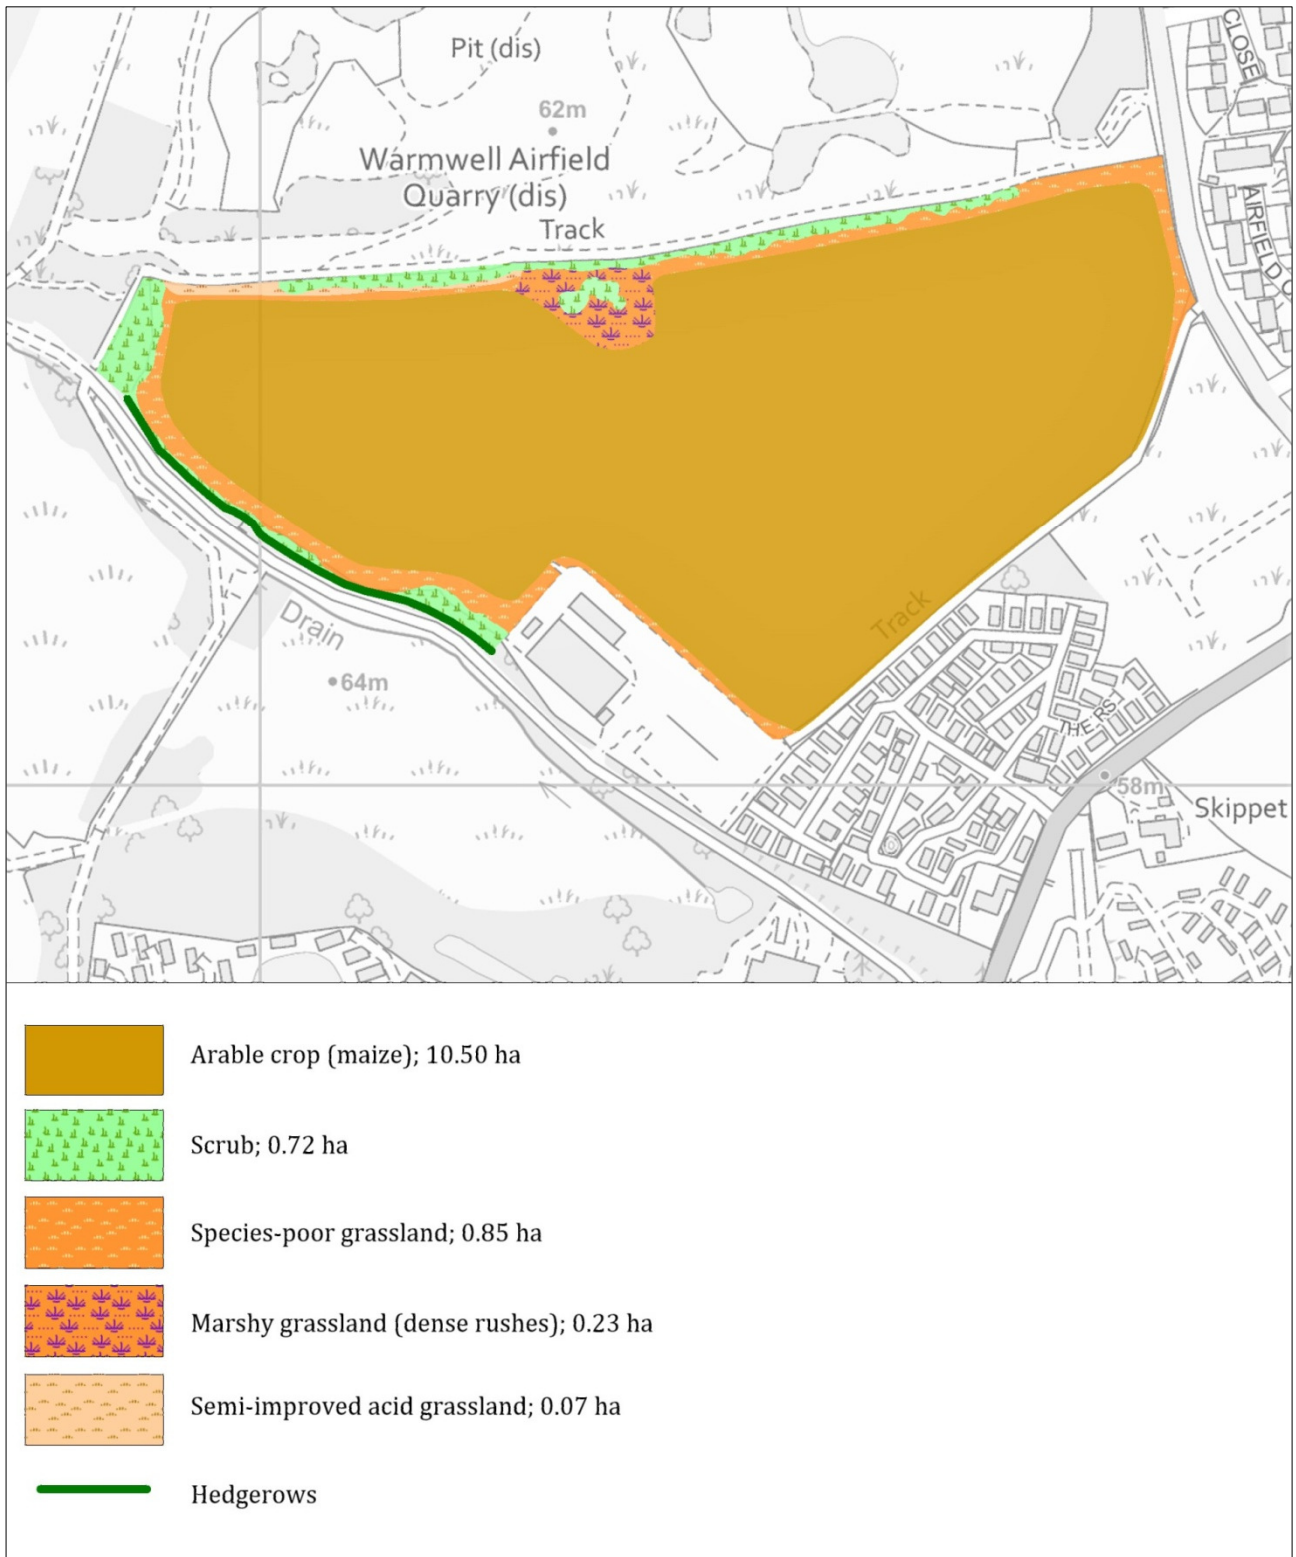 Pit (dis)
62m
Warmwell Airfield
Quarry (dis)
Track
CLOSE
AIRFIELD C
Drain
64m
Track
THE RS
58m
Skippet
Arable crop (maize); 10.50 ha
Scrub; 0.72 ha
Species-poor grassland; 0.85 ha
Marshy grassland (dense rushes); 0.23 ha
Semi-improved acid grassland; 0.07 ha
Hedgerows